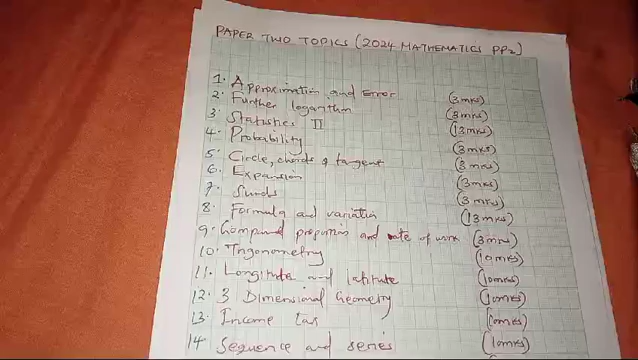 PAPER TWO TOPICS (2024 MATHEMATICS PP2)
1. Approximation and Error (3mks)
2. Further logarithm (3mks)
3. Statistics II (13mks)
4. Probability (3mks)
5. Circle, chords & tangent (3mks)
6. Expansion (3mks)
7. Surds (3mks)
8. Formula and variation (13mks)
9. Compound proportion and rate of work (3mks)
10. Trigonometry (10mks)
11. Longitude and latitude (10mks)
12. 3 Dimensional Geometry (10mks)
13. Income tax (10mks)
14 Sequence and series (10mks)